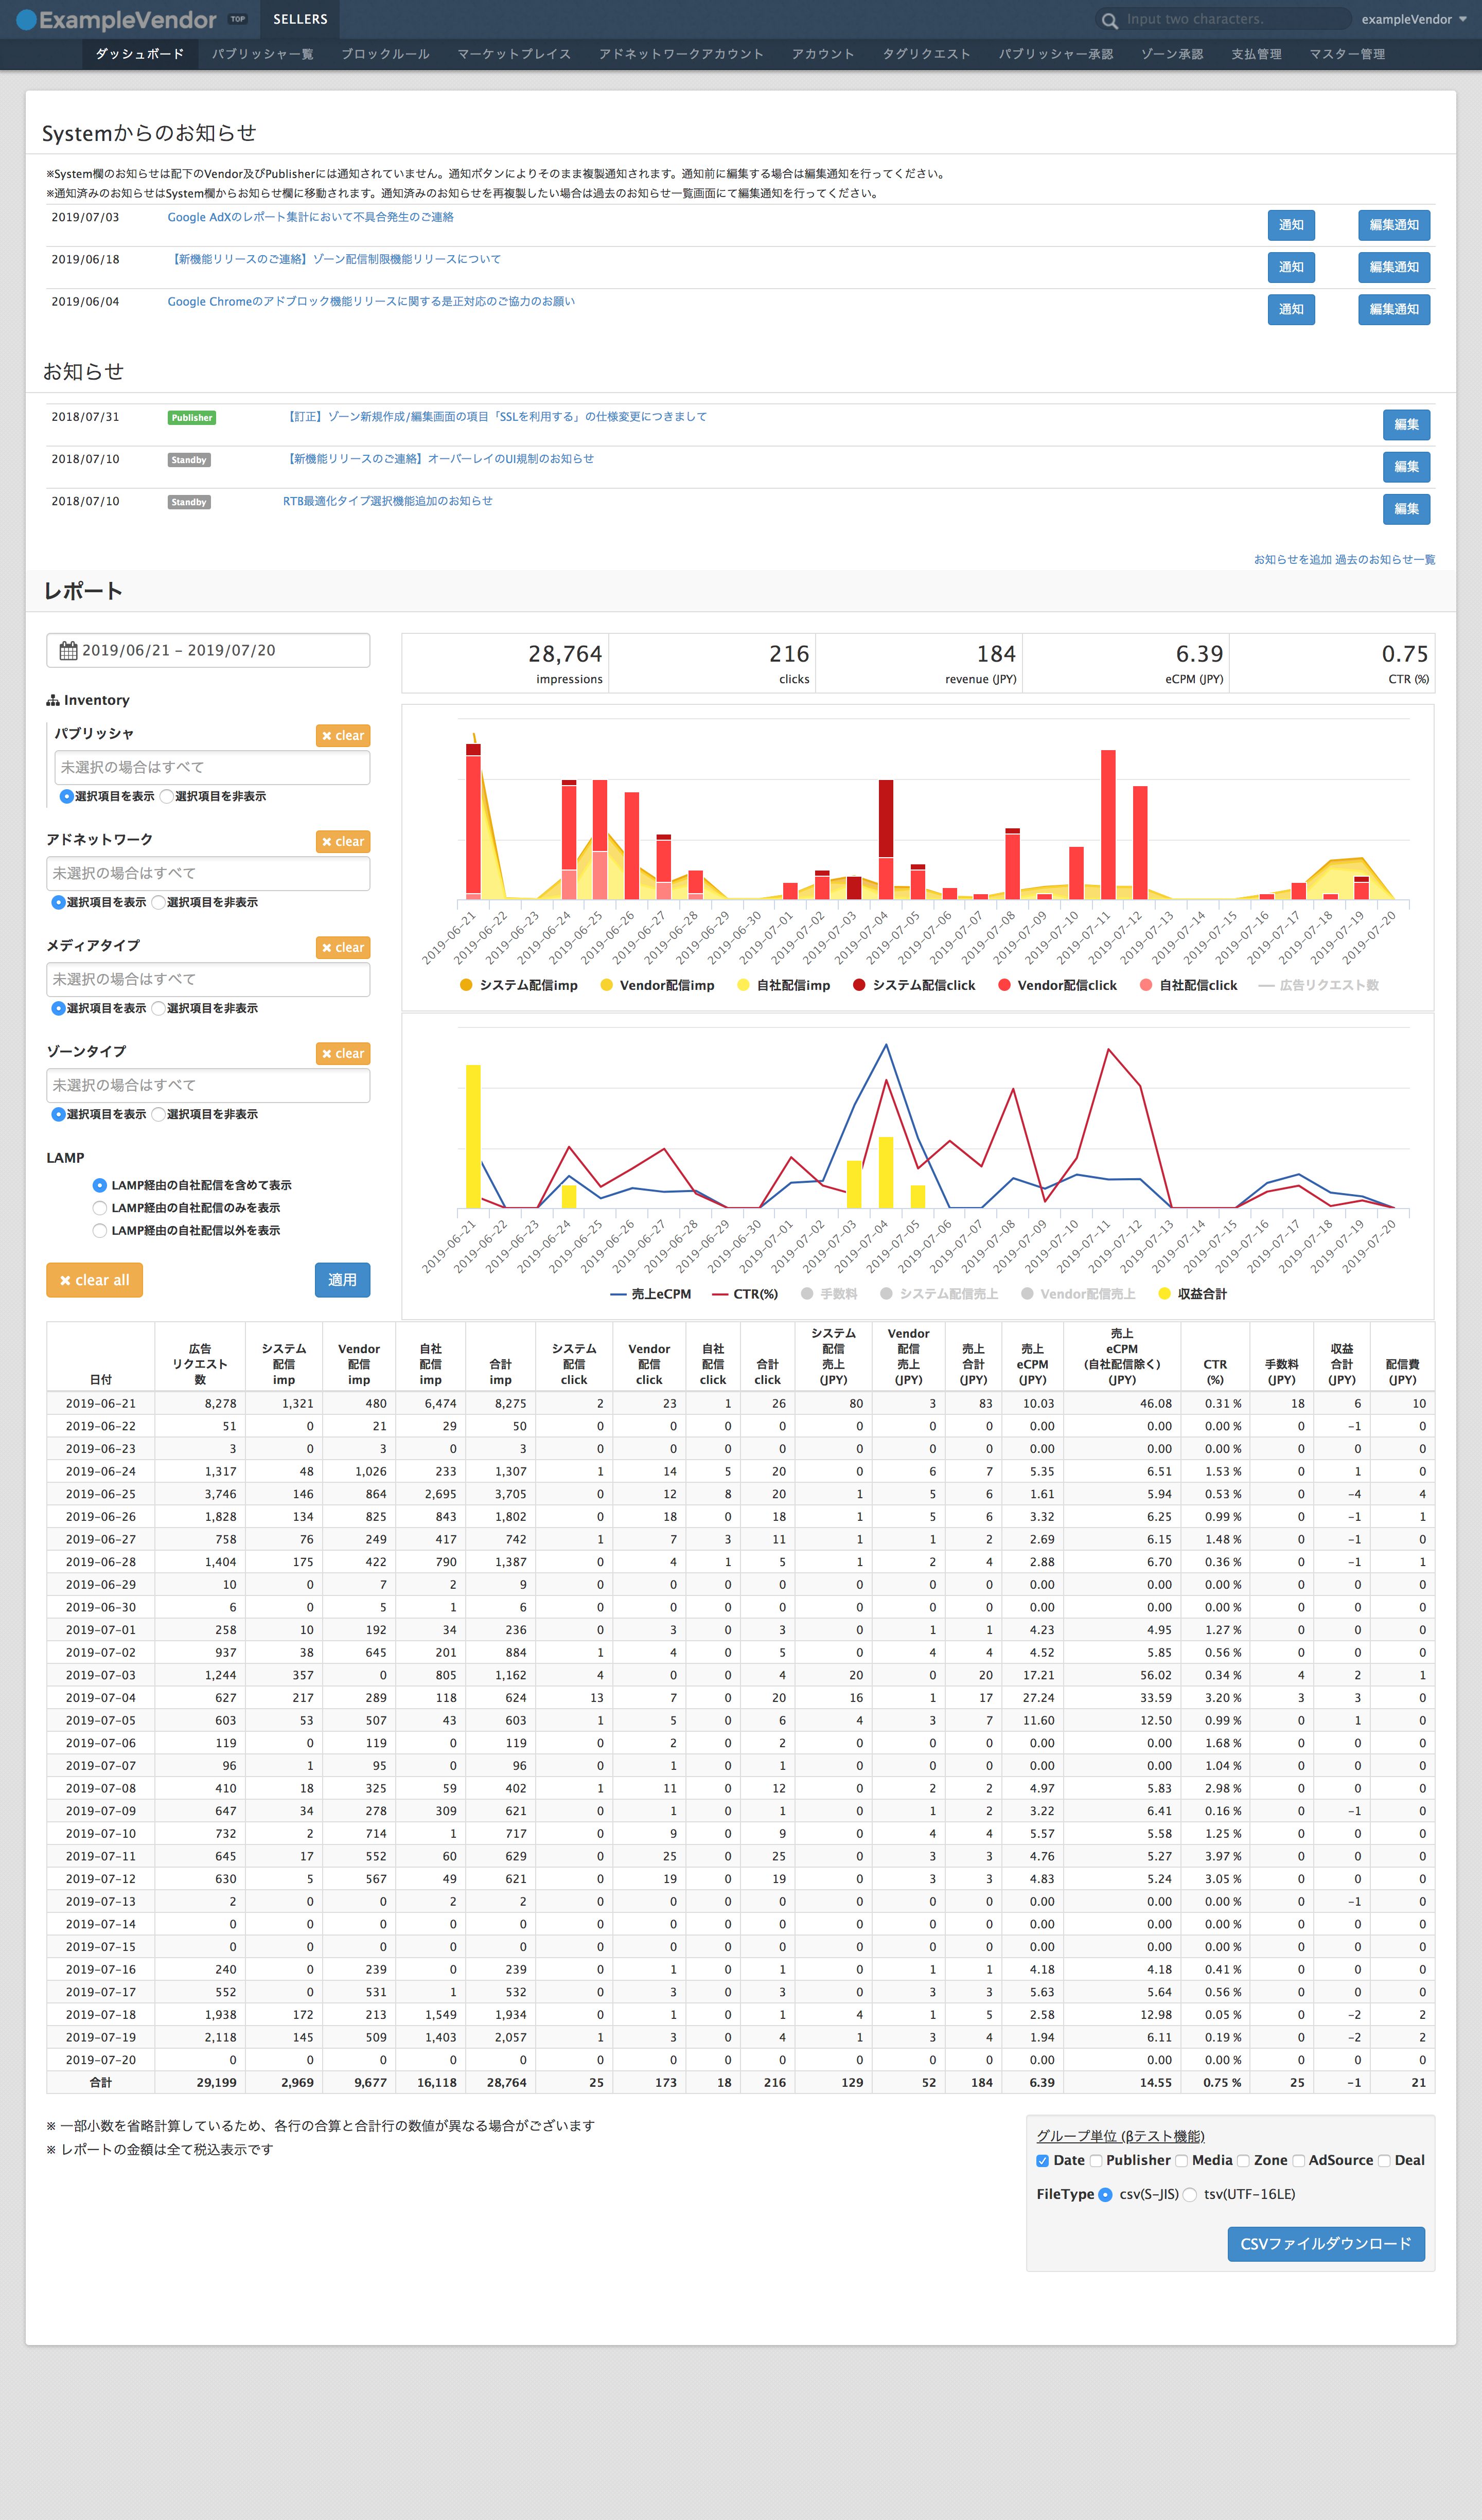 ExampleVendor TOP SELLERS Input two characters. exampleVendor
ダッシュボード パブリッシャー一覧 ブロックルール マーケットプレイス アドネットワークアカウント アカウント タグリクエスト パブリッシャー承認 ゾーン承認 支払管理 マスター管理
Systemからのお知らせ
※System欄のお知らせは配下のVendor及びPublisherには通知されていません。通知ボタンによりそのまま複製通知されます。通知前に編集する場合は編集通知を行ってください。
※通知済みのお知らせはSystem欄からお知らせ欄に移動されます。通知済みのお知らせを再複製したい場合は過去のお知らせ一覧画面にて編集通知を行ってください。
2019/07/03 Google AdXのレポート集計において不具合発生のご連絡 通知 編集通知
2019/06/18 【新機能リリースのご連絡】ゾーン配信制限機能リリースについて 通知 編集通知
2019/06/04 Google Chromeのアドブロック機能リリースに関する是正対応のご協力のお願い 通知 編集通知
お知らせ
2018/07/31 Publisher 【訂正】ゾーン新規作成/編集画面の項目「SSLを利用する」の仕様変更につきまして 編集
2018/07/10 Standby 【新機能リリースのご連絡】オーバーレイのUI規制のお知らせ 編集
2018/07/10 Standby RTB最適化タイプ選択機能追加のお知らせ 編集
お知らせを追加 過去のお知らせ一覧
レポート
2019/06/21 – 2019/07/20
Inventory
パブリッシャ clear
未選択の場合はすべて
選択項目を表示 選択項目を非表示
アドネットワーク clear
未選択の場合はすべて
選択項目を表示 選択項目を非表示
メディアタイプ clear
未選択の場合はすべて
選択項目を表示 選択項目を非表示
ゾーンタイプ clear
未選択の場合はすべて
選択項目を表示 選択項目を非表示
LAMP
LAMP経由の自社配信を含めて表示
LAMP経由の自社配信のみを表示
LAMP経由の自社配信以外を表示
clear all 適用
28,764 216 184 6.39 0.75
impressions clicks revenue (JPY) eCPM (JPY) CTR (%)
2019-06-21 2019-06-22 2019-06-23 2019-06-24 2019-06-25 2019-06-26 2019-06-27 2019-06-28 2019-06-29 2019-06-30 2019-07-01 2019-07-02 2019-07-03 2019-07-04 2019-07-05 2019-07-06 2019-07-07 2019-07-08 2019-07-09 2019-07-10 2019-07-11 2019-07-12 2019-07-13 2019-07-14 2019-07-15 2019-07-16 2019-07-17 2019-07-18 2019-07-19 2019-07-20
システム配信imp Vendor配信imp 自社配信imp システム配信click Vendor配信click 自社配信click 広告リクエスト数
2019-06-21 2019-06-22 2019-06-23 2019-06-24 2019-06-25 2019-06-26 2019-06-27 2019-06-28 2019-06-29 2019-06-30 2019-07-01 2019-07-02 2019-07-03 2019-07-04 2019-07-05 2019-07-06 2019-07-07 2019-07-08 2019-07-09 2019-07-10 2019-07-11 2019-07-12 2019-07-13 2019-07-14 2019-07-15 2019-07-16 2019-07-17 2019-07-18 2019-07-19 2019-07-20
売上eCPM CTR(%) 手数料 システム配信売上 Vendor配信売上 収益合計
日付 広告リクエスト数 システム配信imp Vendor配信imp 自社配信imp 合計imp システム配信click Vendor配信click 自社配信click 合計click システム配信売上(JPY) Vendor配信売上(JPY) 売上合計(JPY) 売上eCPM(JPY) 売上eCPM(自社配信除く)(JPY) CTR(%) 手数料(JPY) 収益合計(JPY) 配信費(JPY)
2019-06-21 8,278 1,321 480 6,474 8,275 2 23 1 26 80 3 83 10.03 46.08 0.31 % 18 6 10
2019-06-22 51 0 21 29 50 0 0 0 0 0 0 0 0.00 0.00 0.00 % 0 -1 0
2019-06-23 3 0 3 0 3 0 0 0 0 0 0 0 0.00 0.00 0.00 % 0 0 0
2019-06-24 1,317 48 1,026 233 1,307 1 14 5 20 0 6 7 5.35 6.51 1.53 % 0 1 0
2019-06-25 3,746 146 864 2,695 3,705 0 12 8 20 1 5 6 1.61 5.94 0.53 % 0 -4 4
2019-06-26 1,828 134 825 843 1,802 0 18 0 18 1 5 6 3.32 6.25 0.99 % 0 -1 1
2019-06-27 758 76 249 417 742 1 7 3 11 1 1 2 2.69 6.15 1.48 % 0 -1 0
2019-06-28 1,404 175 422 790 1,387 0 4 1 5 1 2 4 2.88 6.70 0.36 % 0 -1 1
2019-06-29 10 0 7 2 9 0 0 0 0 0 0 0 0.00 0.00 0.00 % 0 0 0
2019-06-30 6 0 5 1 6 0 0 0 0 0 0 0 0.00 0.00 0.00 % 0 0 0
2019-07-01 258 10 192 34 236 0 3 0 3 0 1 1 4.23 4.95 1.27 % 0 0 0
2019-07-02 937 38 645 201 884 1 4 0 5 0 4 4 4.52 5.85 0.56 % 0 0 0
2019-07-03 1,244 357 0 805 1,162 4 0 0 4 20 0 20 17.21 56.02 0.34 % 4 2 1
2019-07-04 627 217 289 118 624 13 7 0 20 16 1 17 27.24 33.59 3.20 % 3 3 0
2019-07-05 603 53 507 43 603 1 5 0 6 4 3 7 11.60 12.50 0.99 % 0 1 0
2019-07-06 119 0 119 0 119 0 2 0 2 0 0 0 0.00 0.00 1.68 % 0 0 0
2019-07-07 96 1 95 0 96 0 1 0 1 0 0 0 0.00 0.00 1.04 % 0 0 0
2019-07-08 410 18 325 59 402 1 11 0 12 0 2 2 4.97 5.83 2.98 % 0 0 0
2019-07-09 647 34 278 309 621 0 1 0 1 0 1 2 3.22 6.41 0.16 % 0 -1 0
2019-07-10 732 2 714 1 717 0 9 0 9 0 4 4 5.57 5.58 1.25 % 0 0 0
2019-07-11 645 17 552 60 629 0 25 0 25 0 3 3 4.76 5.27 3.97 % 0 0 0
2019-07-12 630 5 567 49 621 0 19 0 19 0 3 3 4.83 5.24 3.05 % 0 0 0
2019-07-13 2 0 0 2 2 0 0 0 0 0 0 0 0.00 0.00 0.00 % 0 -1 0
2019-07-14 0 0 0 0 0 0 0 0 0 0 0 0 0.00 0.00 0.00 % 0 0 0
2019-07-15 0 0 0 0 0 0 0 0 0 0 0 0 0.00 0.00 0.00 % 0 0 0
2019-07-16 240 0 239 0 239 0 1 0 1 0 1 1 4.18 4.18 0.41 % 0 0 0
2019-07-17 552 0 531 1 532 0 3 0 3 0 3 3 5.63 5.64 0.56 % 0 0 0
2019-07-18 1,938 172 213 1,549 1,934 0 1 0 1 4 1 5 2.58 12.98 0.05 % 0 -2 2
2019-07-19 2,118 145 509 1,403 2,057 1 3 0 4 1 3 4 1.94 6.11 0.19 % 0 -2 2
2019-07-20 0 0 0 0 0 0 0 0 0 0 0 0 0.00 0.00 0.00 % 0 0 0
合計 29,199 2,969 9,677 16,118 28,764 25 173 18 216 129 52 184 6.39 14.55 0.75 % 25 -1 21
※ 一部小数を省略計算しているため、各行の合算と合計行の数値が異なる場合がございます
※ レポートの金額は全て税込表示です
グループ単位 (βテスト機能)
Date Publisher Media Zone AdSource Deal
FileType csv(S-JIS) tsv(UTF-16LE)
CSVファイルダウンロード